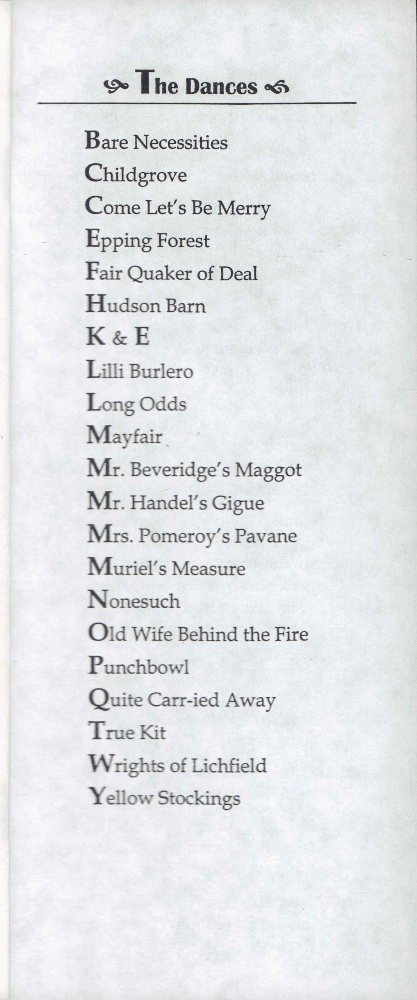 The Dances
Bare Necessities
Childgrove
Come Let's Be Merry
Epping Forest
Fair Quaker of Deal
Hudson Barn
K & E
Lilli Burlero
Long Odds
Mayfair
Mr. Beveridge's Maggot
Mr. Handel's Gigue
Mrs. Pomeroy's Pavane
Muriel's Measure
Nonesuch
Old Wife Behind the Fire
Punchbowl
Quite Carr-ied Away
True Kit
Wrights of Lichfield
Yellow Stockings